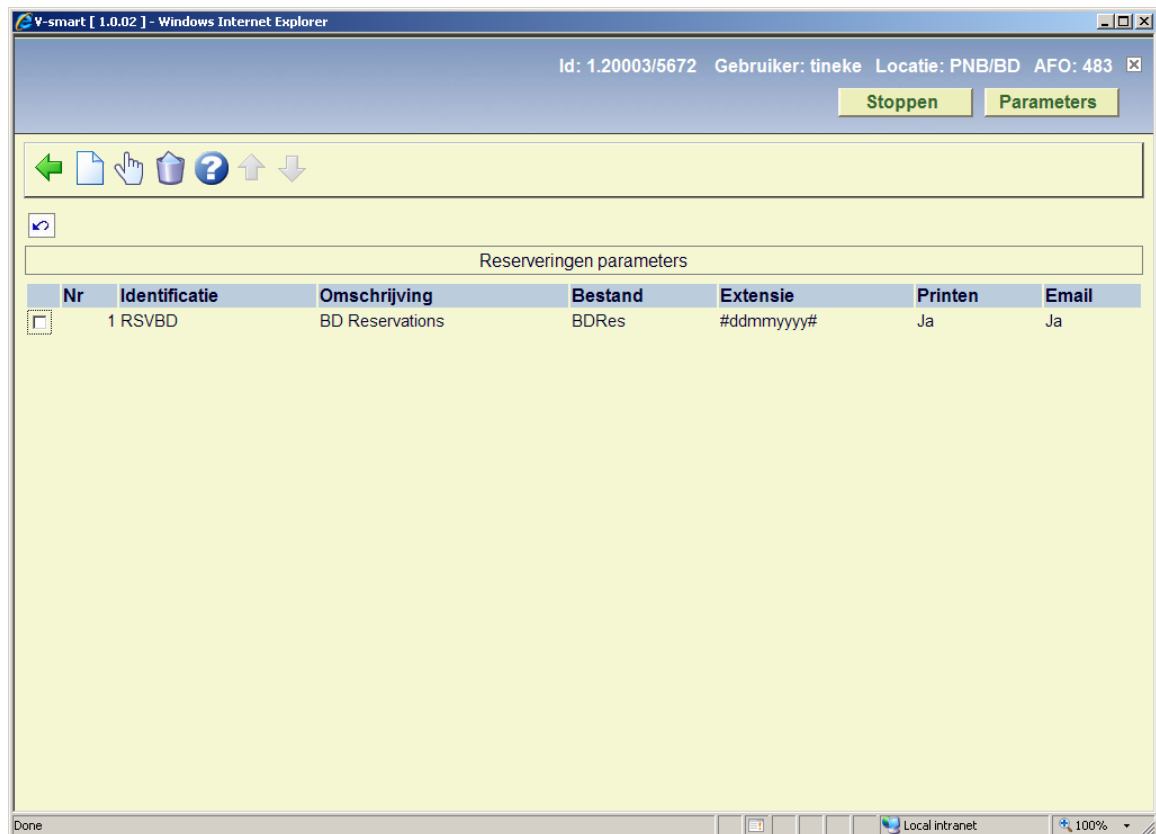 V-smart [ 1.0.02 ] - Windows Internet Explorer
Id: 1.20003/5672 Gebruiker: tineke Locatie: PNB/BD AFO: 483
Stoppen Parameters
Reserveringen parameters
Nr Identificatie Omschrijving Bestand Extensie Printen Email
1 RSVBD BD Reservations BDRes #ddmmyyyy# Ja Ja
Done Local intranet 100%